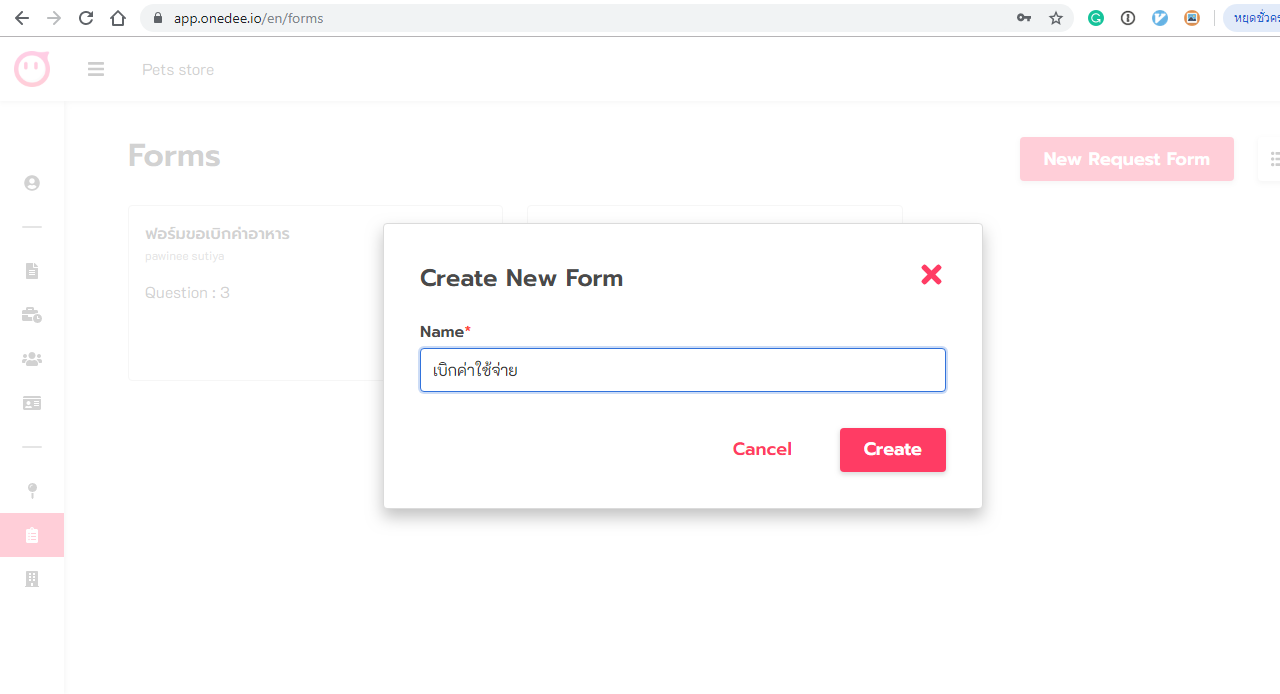 app.onedee.io/en/forms
หยุดชั่วคร
Pets store
Forms
New Request Form
ฟอร์มขอเบิกค่าอาหาร
pawinee sutiya
Question : 3
Create New Form
Name*
เบิกค่าใช้จ่าย
Cancel
Create